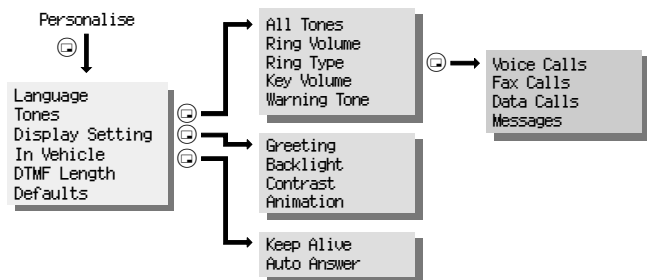 Personalise
Language
Tones
Display Setting
In Vehicle
DTMF Length
Defaults
All Tones
Ring Volume
Ring Type
Key Volume
Warning Tone
Voice Calls
Fax Calls
Data Calls
Messages
Greeting
Backlight
Contrast
Animation
Keep Alive
Auto Answer